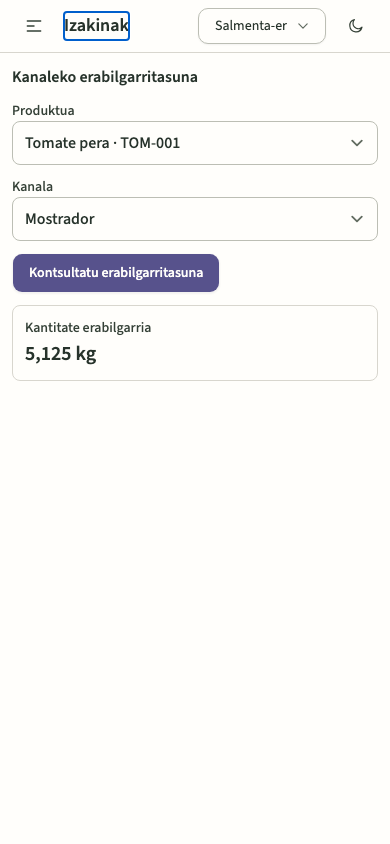 Izakinak
Salmenta-er
Kanaleko erabilgarritasuna
Produktua
Tomate pera · TOM-001
Kanala
Mostrador
Kontsultatu erabilgarritasuna
Kantitate erabilgarria
5,125 kg